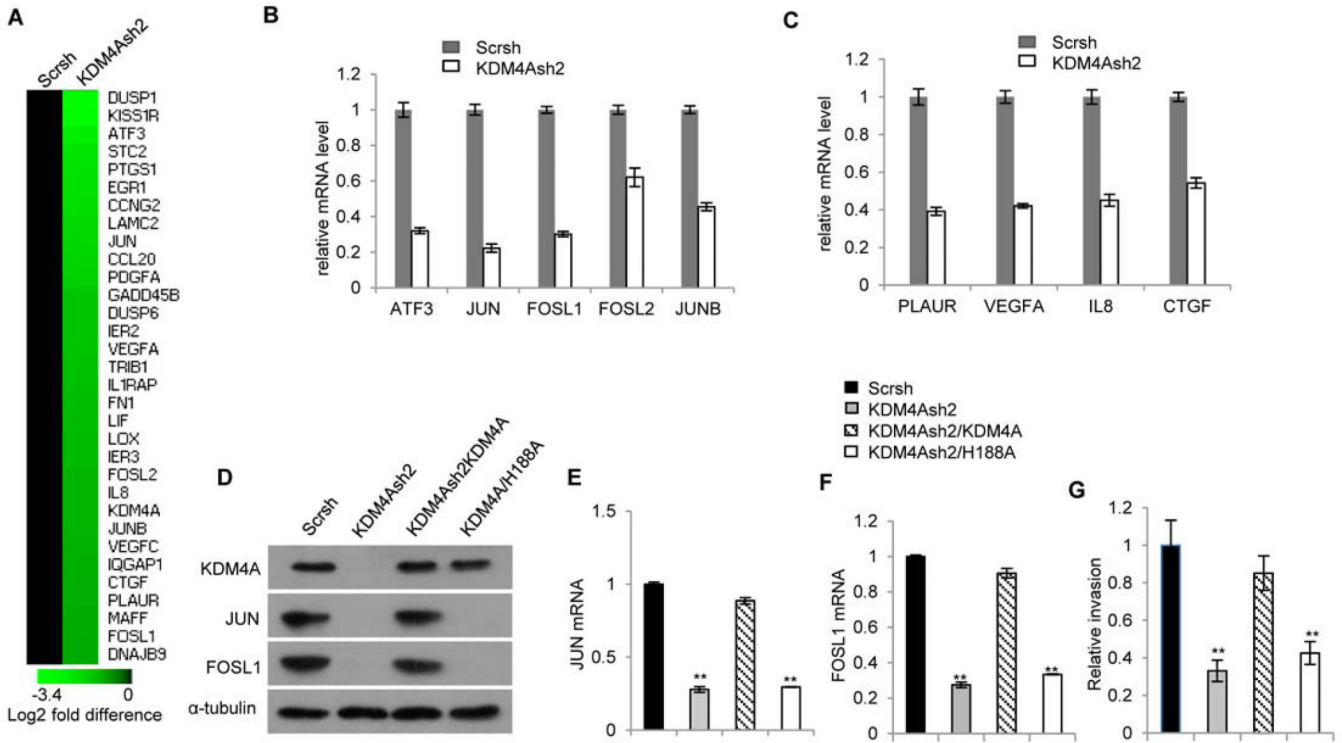 A
Scrsh
KDM4Ash2
DUSP1
KISS1R
ATF3
STC2
PTGS1
EGR1
CCNG2
LAMC2
JUN
CCL20
PDGFA
GADD45B
DUSP6
IER2
VEGFA
TRIB1
IL1RAP
FN1
LIF
LOX
IER3
FOSL2
IL8
KDM4A
JUNB
VEGFC
IQGAP1
CTGF
PLAUR
MAFF
FOSL1
DNAJB9
-3.4 0
Log2 fold difference
B
Scrsh
KDM4Ash2
relative mRNA level
1.2
1
0.8
0.6
0.4
0.2
0
ATF3 JUN FOSL1 FOSL2 JUNB
C
Scrsh
KDM4Ash2
relative mRNA level
1.2
1
0.8
0.6
0.4
0.2
0
PLAUR VEGFA IL8 CTGF
D
Scrsh
KDM4Ash2
KDM4Ash2KDM4A
KDM4A/H188A
KDM4A
JUN
FOSL1
α-tubulin
Scrsh
KDM4Ash2
KDM4Ash2/KDM4A
KDM4Ash2/H188A
E
JUN mRNA
1.5
1
0.5
0
** **
F
FOSL1 mRNA
1.2
1
0.8
0.6
0.4
0.2
0
** **
G
Relative invasion
1.2
1
0.8
0.6
0.4
0.2
0
** **